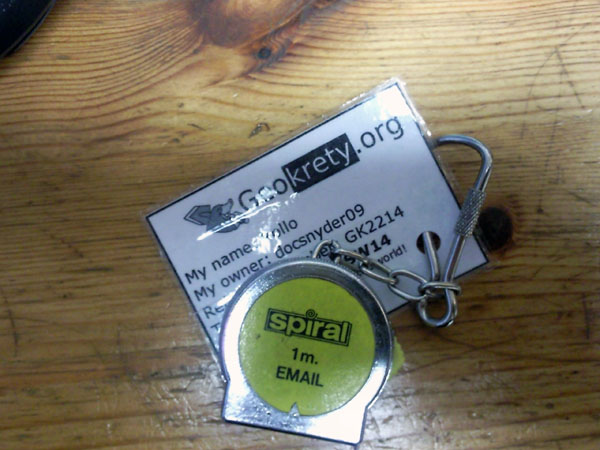 Geokrety.org
My name:
My owner: docsnyder09
GK2214
W14
world!
spiral
1m.
EMAIL